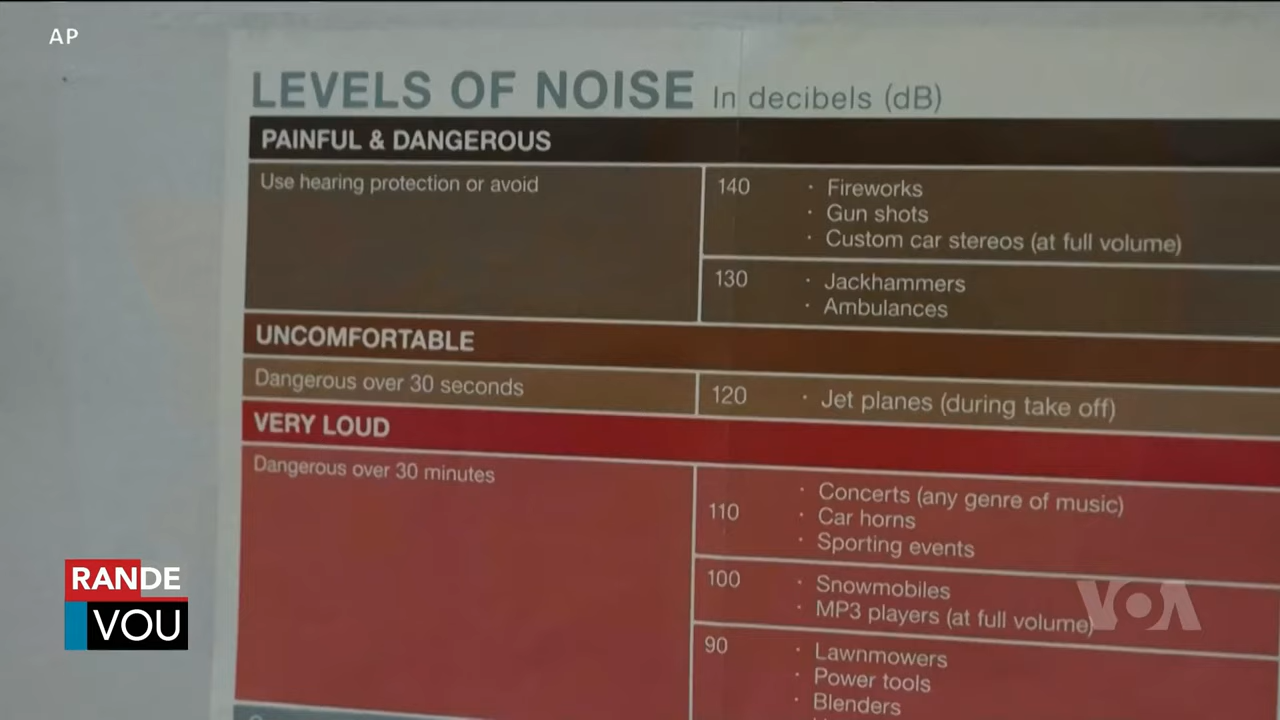 AP
LEVELS OF NOISE In decibels (dB)
PAINFUL & DANGEROUS
Use hearing protection or avoid
140
· Fireworks
· Gun shots
· Custom car stereos (at full volume)
130
· Jackhammers
· Ambulances
UNCOMFORTABLE
Dangerous over 30 seconds
120
· Jet planes (during take off)
VERY LOUD
Dangerous over 30 minutes
110
· Concerts (any genre of music)
· Car horns
· Sporting events
100
· Snowmobiles
· MP3 players (at full volume)
90
· Lawnmowers
· Power tools
· Blenders
RANDE
VOU
VOA